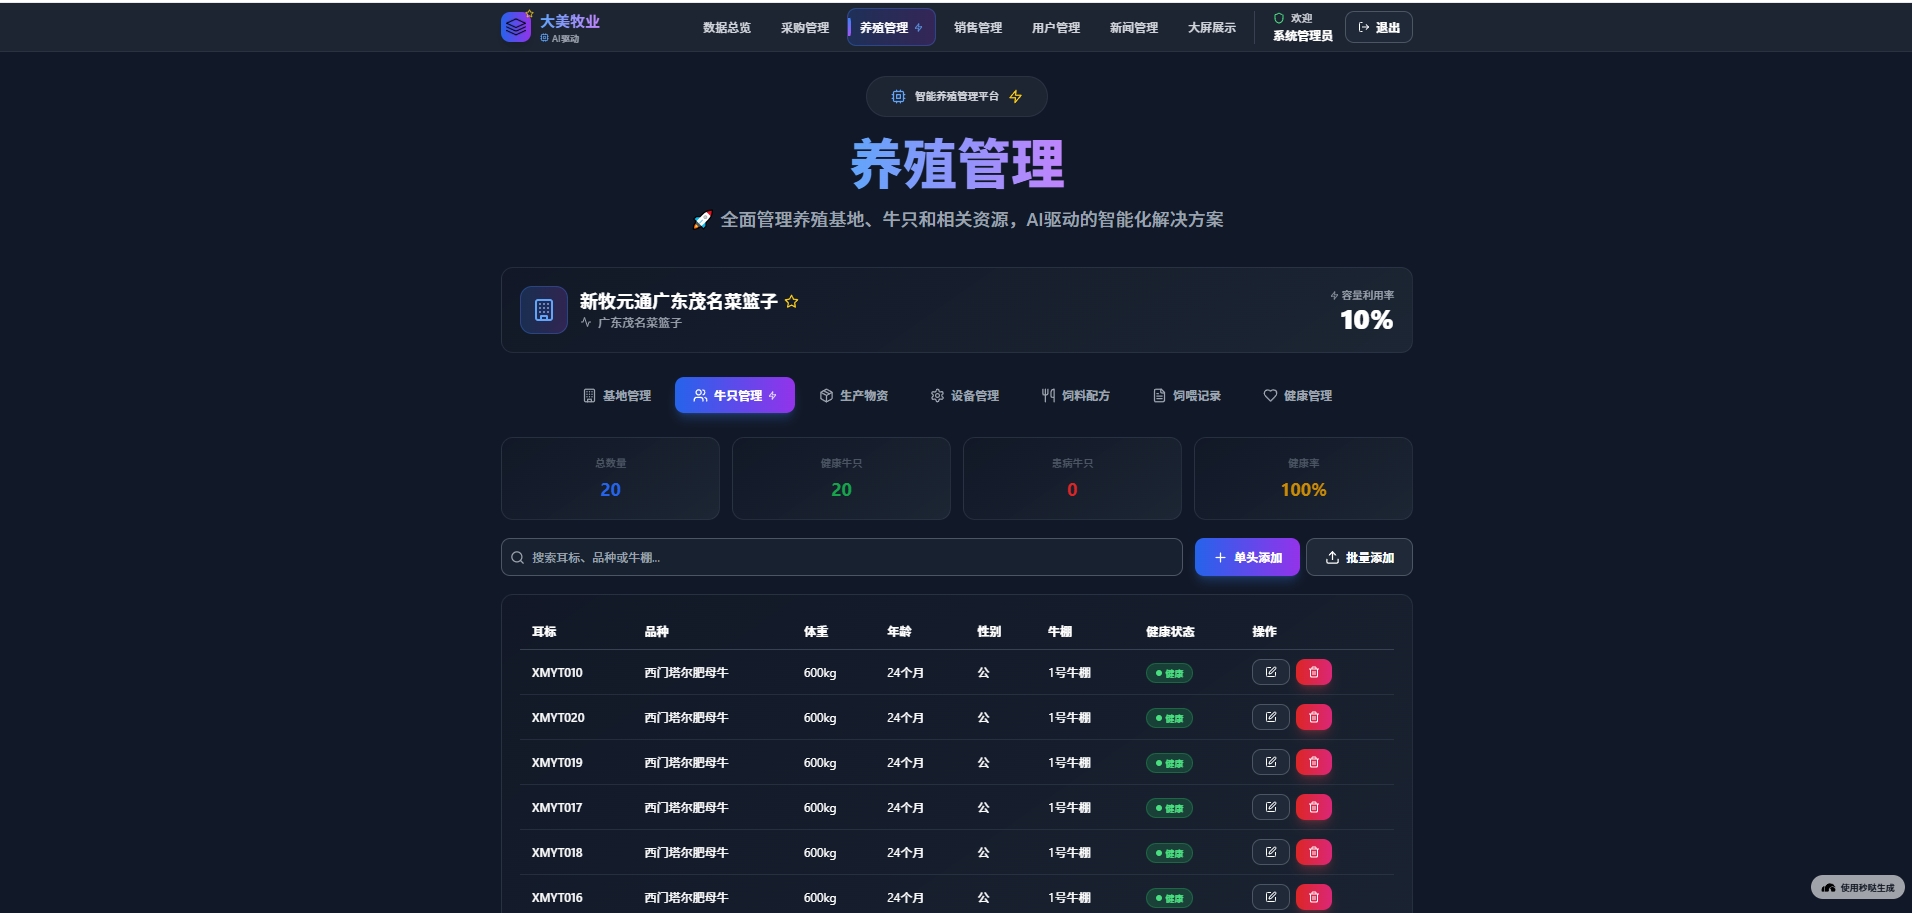 大美牧业
AI驱动
数据总览 采购管理 养殖管理 销售管理 用户管理 新闻管理 大屏展示
欢迎
系统管理员
退出
智能养殖管理平台
养殖管理
🚀 全面管理养殖基地、牛只和相关资源，AI驱动的智能化解决方案
新牧元通广东茂名菜篮子
广东茂名菜篮子
容量利用率
10%
基地管理 牛只管理 生产物资 设备管理 饲料配方 饲喂记录 健康管理
总数量 健康牛只 患病牛只 健康率
20 20 0 100%
搜索耳标、品种或牛棚...
单头添加 批量添加
耳标 品种 体重 年龄 性别 牛棚 健康状态 操作
XMYT010 西门塔尔肥母牛 600kg 24个月 公 1号牛棚 健康
XMYT020 西门塔尔肥母牛 600kg 24个月 公 1号牛棚 健康
XMYT019 西门塔尔肥母牛 600kg 24个月 公 1号牛棚 健康
XMYT017 西门塔尔肥母牛 600kg 24个月 公 1号牛棚 健康
XMYT018 西门塔尔肥母牛 600kg 24个月 公 1号牛棚 健康
XMYT016 西门塔尔肥母牛 600kg 24个月 公 1号牛棚 健康
使用秒哒生成